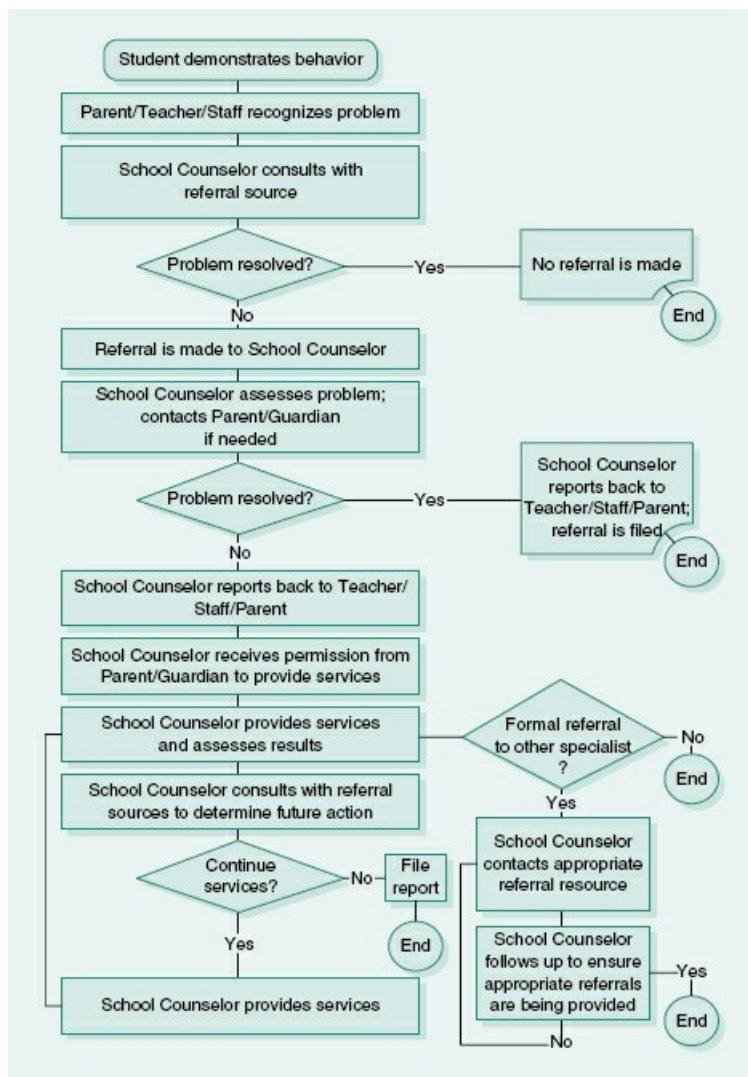 Student demonstrates behavior
Parent/Teacher/Staff recognizes problem
School Counselor consults with
referral source
Problem resolved?
Yes
No referral is made
End
No
Referral is made to School Counselor
School Counselor assesses problem;
contacts Parent/Guardian
if needed
Problem resolved?
Yes
School Counselor
reports back to
Teacher/Staff/Parent;
referral is filed
End
No
School Counselor reports back to Teacher/
Staff/Parent
School Counselor receives permission from
Parent/Guardian to provide services
School Counselor provides services
and assesses results
Formal referral
to other specialist
?
No
End
Yes
School Counselor consults with referral
sources to determine future action
Continue
services?
No
File
report
End
Yes
School Counselor provides services
School Counselor
contacts appropriate
referral resource
School Counselor
follows up to ensure
appropriate referrals
are being provided
Yes
End
No